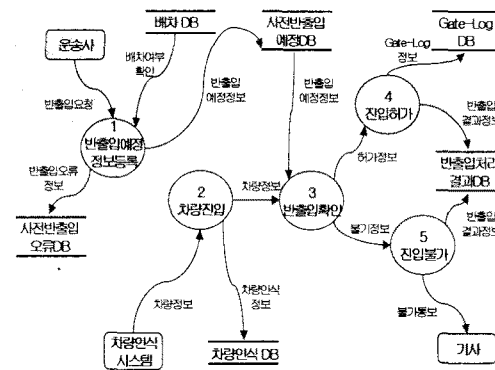 배차 DB
사전반출입
예정DB
Gate-Log
DB
운송사
배차여부
확인
Gate-Log
정보
반출입
예정정보
반출입
예정정보
4
진입허가
반출입요청
1
반출입예정
정보등록
반출입
결과정보
반출입오류
정보
허가정보
반출입처리
결과DB
2
차량진입
차량정보
3
반출입확인
사전반출입
오류DB
불가정보
반출입
결과정보
5
진입불가
차량정보
차량인식
정보
불가통보
차량인식
시스템
차량인식 DB
기사